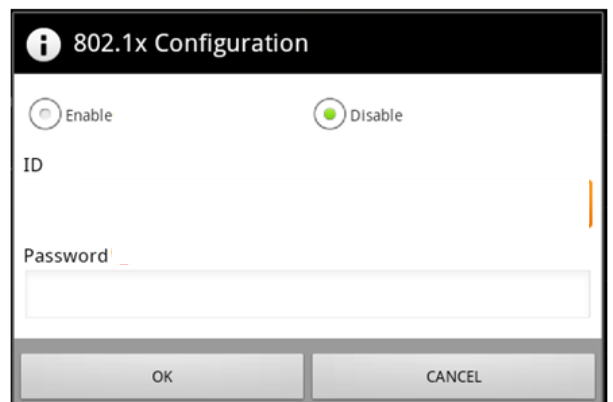 802.1x Configuration
Enable
Disable
ID
Password
OK
CANCEL